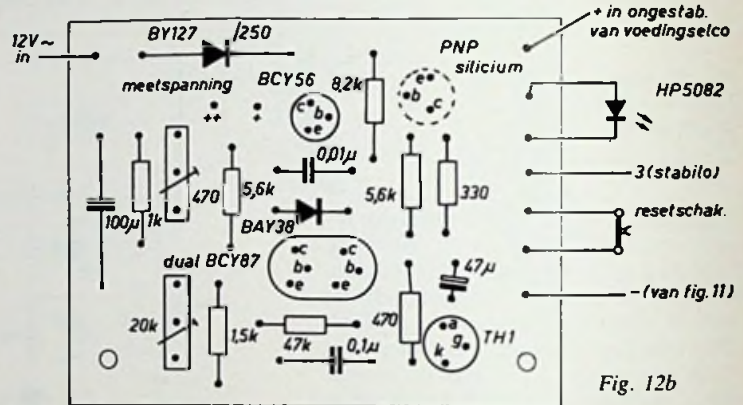 12V~
in
BY127
/250
meetspanning
++
+
BCY56
c
b
e
8,2k
PNP
silicium
e
b
c
+ in ongestab.
van voedingselco
HP5082
3 (stabilo)
resetschak.
- (van fig. 11)
100µ
1k
470
5,6k
0,01µ
BAY38
5,6k
330
dual BCY87
c
b
e
c
b
e
47µ
20k
1,5k
47k
0,1µ
470
a
g
k
TH1
Fig. 12b